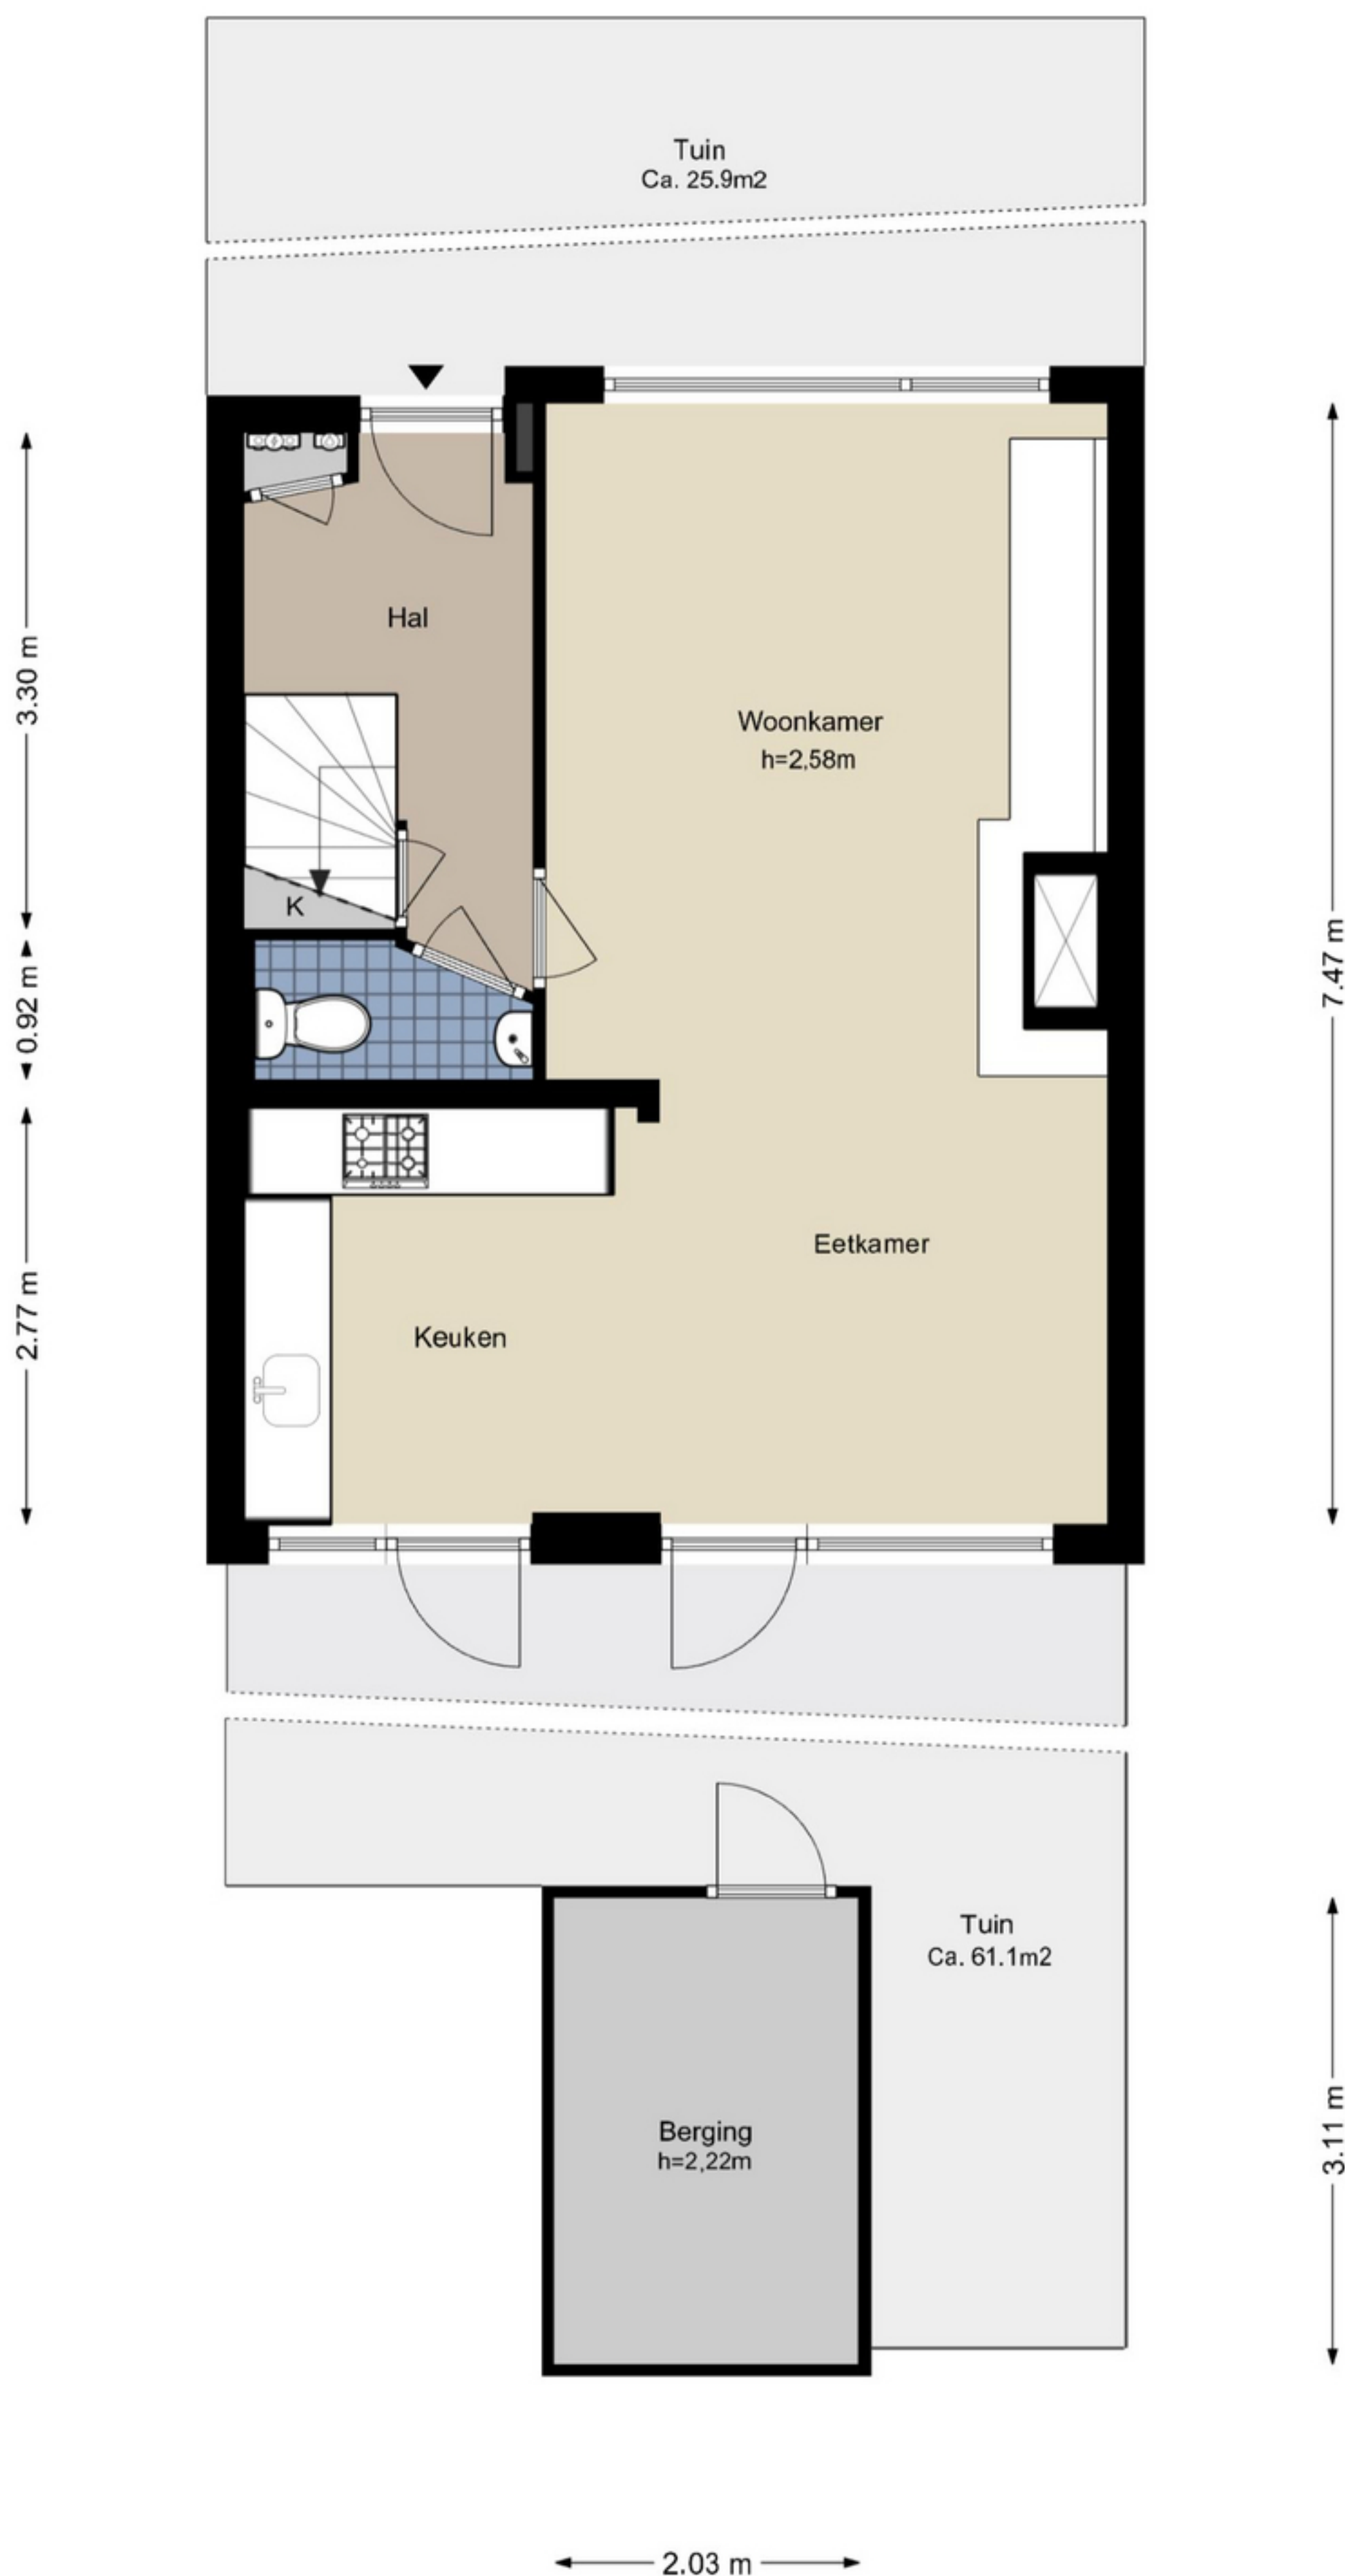 Tuin
Ca. 25.9m2
3.30 m
Hal
Woonkamer
h=2,58m
K
0.92 m
7.47 m
2.77 m
Eetkamer
Keuken
Tuin
Ca. 61.1m2
3.11 m
Berging
h=2,22m
2.03 m